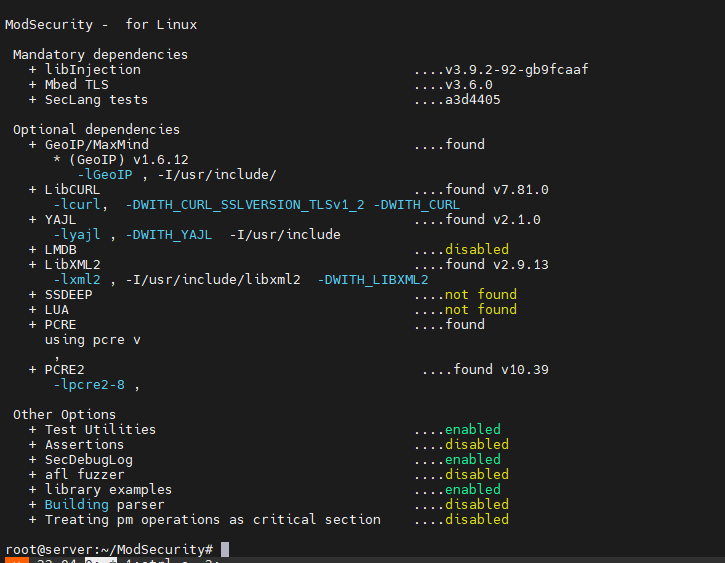 ModSecurity -  for Linux
Mandatory dependencies
+ libInjection ....v3.9.2-92-gb9fcaaf
+ Mbed TLS ....v3.6.0
+ SecLang tests ....a3d4405
Optional dependencies
+ GeoIP/MaxMind ....found
* (GeoIP) v1.6.12
-lGeoIP , -I/usr/include/
+ LibCURL ....found v7.81.0
-lcurl,  -DWITH_CURL_SSLVERSION_TLSv1_2 -DWITH_CURL
+ YAJL ....found v2.1.0
-lyajl , -DWITH_YAJL  -I/usr/include
+ LMDB ....disabled
+ LibXML2 ....found v2.9.13
-lxml2 , -I/usr/include/libxml2  -DWITH_LIBXML2
+ SSDEEP ....not found
+ LUA ....not found
+ PCRE ....found
using pcre v
,
+ PCRE2 ....found v10.39
-lpcre2-8 ,
Other Options
+ Test Utilities ....enabled
+ Assertions ....disabled
+ SecDebugLog ....enabled
+ afl fuzzer ....disabled
+ library examples ....enabled
+ Building parser ....disabled
+ Treating pm operations as critical section ....disabled
root@server:~/ModSecurity#